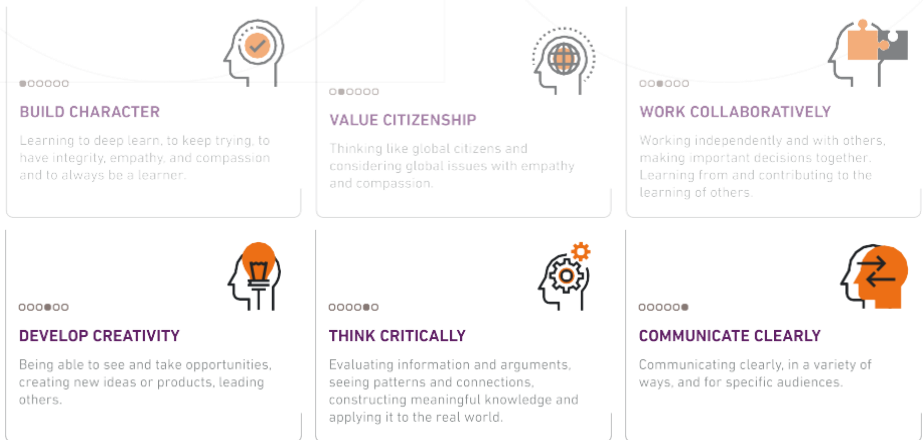 BUILD CHARACTER
Learning to deep learn, to keep trying, to
have integrity, empathy, and compassion
and to always be a learner.
VALUE CITIZENSHIP
Thinking like global citizens and
considering global issues with empathy
and compassion.
WORK COLLABORATIVELY
Working independently and with others,
making important decisions together.
Learning from and contributing to the
learning of others.
DEVELOP CREATIVITY
Being able to see and take opportunities,
creating new ideas or products, leading
others.
THINK CRITICALLY
Evaluating information and arguments,
seeing patterns and connections,
constructing meaningful knowledge and
applying it to the real world.
COMMUNICATE CLEARLY
Communicating clearly, in a variety of
ways, and for specific audiences.